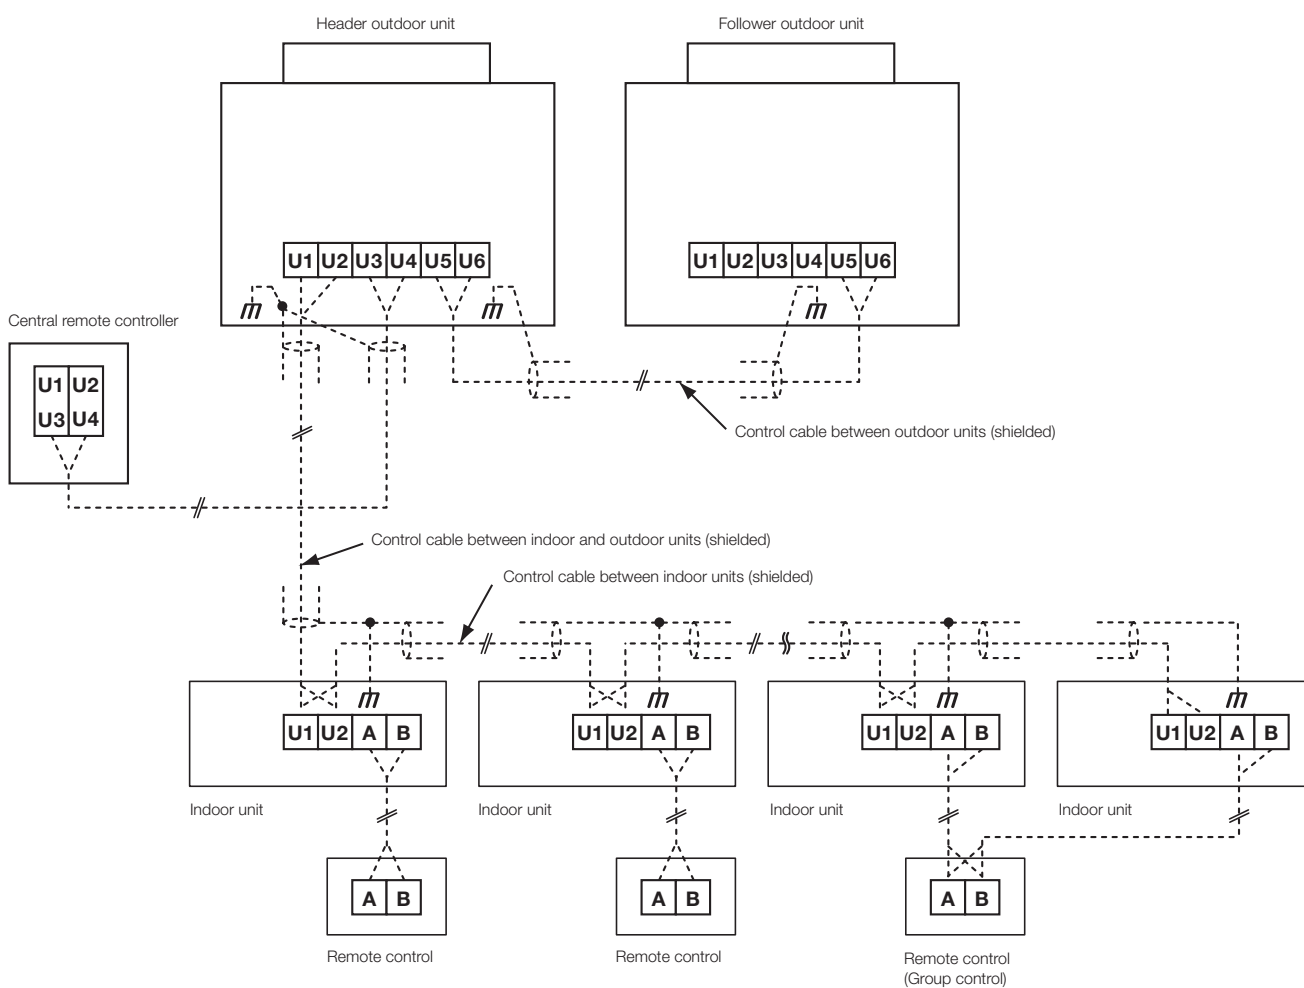 Header outdoor unit
Follower outdoor unit
U1 U2 U3 U4 U5 U6
U1 U2 U3 U4 U5 U6
Central remote controller
U1 U2
U3 U4
Control cable between outdoor units (shielded)
Control cable between indoor and outdoor units (shielded)
Control cable between indoor units (shielded)
U1 U2 A B
U1 U2 A B
U1 U2 A B
U1 U2 A B
Indoor unit
Indoor unit
Indoor unit
Indoor unit
A B
A B
A B
Remote control
Remote control
Remote control
(Group control)